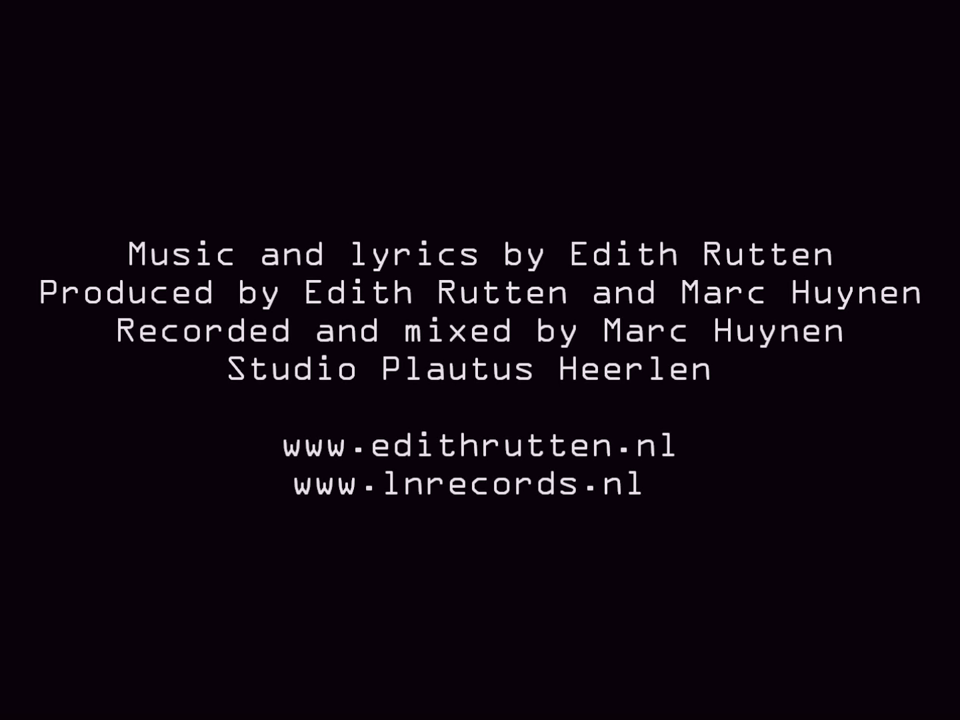 Music and lyrics by Edith Rutten
Produced by Edith Rutten and Marc Huynen
Recorded and mixed by Marc Huynen
Studio Plautus Heerlen
www.edithrutten.nl
www.lnrecords.nl